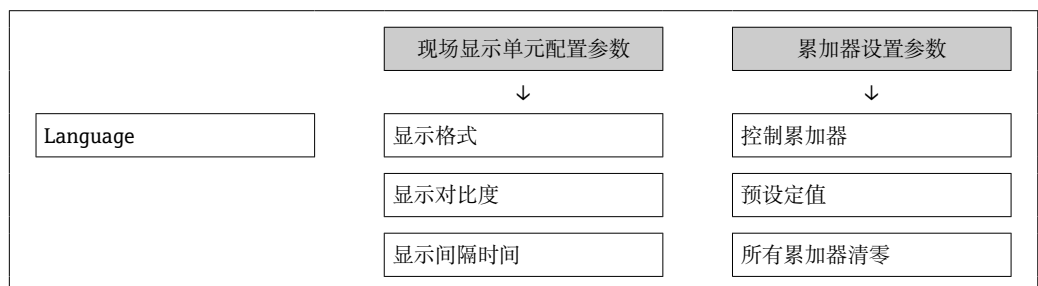 现场显示单元配置参数 累加器设置参数
↓ ↓
Language 显示格式 控制累加器
显示对比度 预设定值
显示间隔时间 所有累加器清零